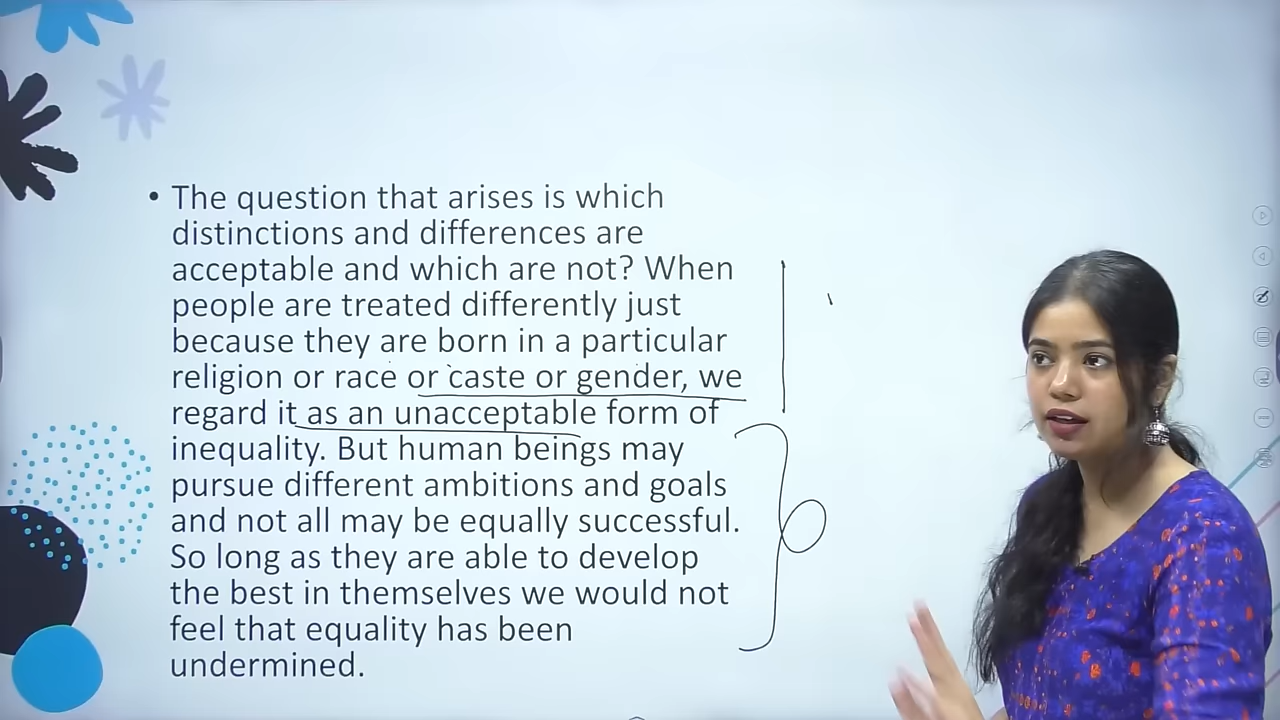 • The question that arises is which
distinctions and differences are
acceptable and which are not? When
people are treated differently just
because they are born in a particular
religion or race or caste or gender, we
regard it as an unacceptable form of
inequality. But human beings may
pursue different ambitions and goals
and not all may be equally successful.
So long as they are able to develop
the best in themselves we would not
feel that equality has been
undermined.